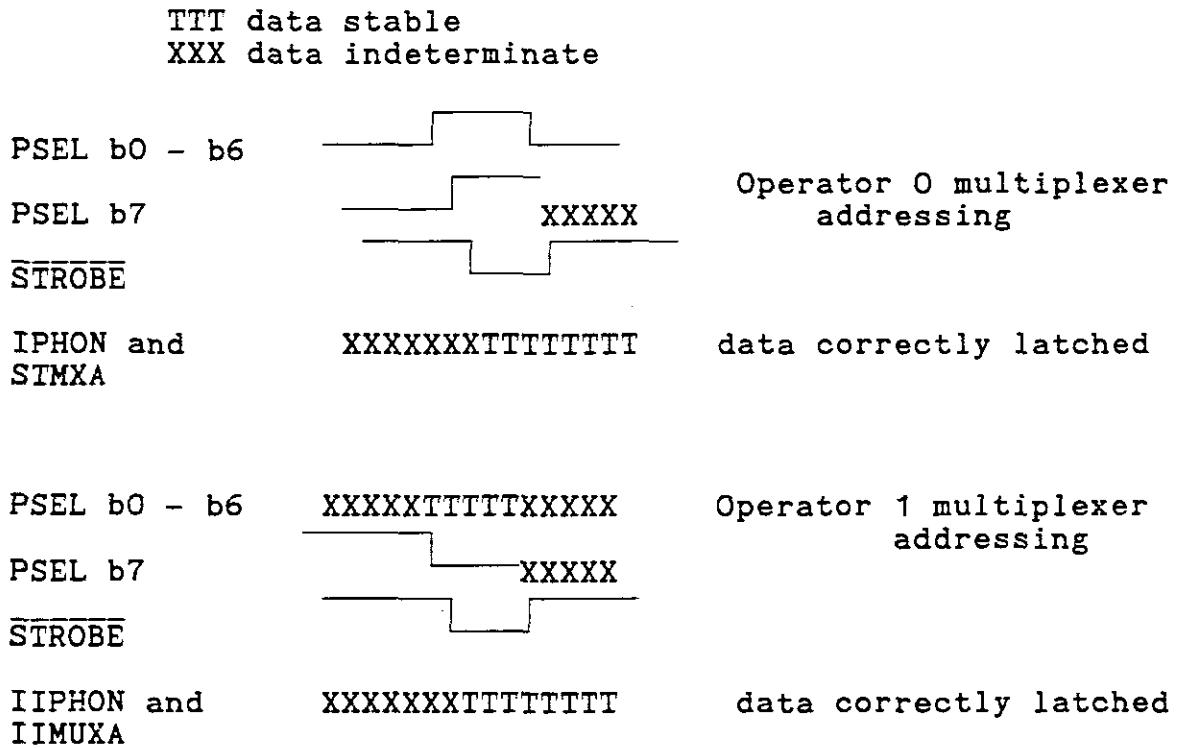 TTT data stable
XXX data indeterminate
PSEL b0 - b6
Operator 0 multiplexer
PSEL b7 XXXXX addressing
STROBE
IPHON and XXXXXXXTTTTTTTT data correctly latched
STMXA
PSEL b0 - b6 XXXXXTTTTTXXXXX Operator 1 multiplexer
addressing
PSEL b7 XXXXX
STROBE
IIPHON and XXXXXXXTTTTTTTT data correctly latched
IIMUXA